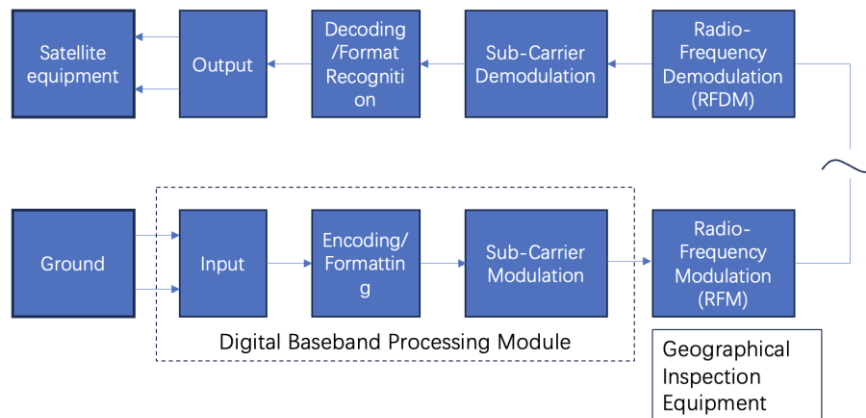 Satellite
equipment
Output
Decoding
/Format
Recogniti
on
Sub-Carrier
Demodulation
Radio-
Frequency
Demodulation
(RFDM)
Ground
Input
Encoding/
Formattin
g
Sub-Carrier
Modulation
Radio-
Frequency
Modulation
(RFM)
Digital Baseband Processing Module
Geographical
Inspection
Equipment